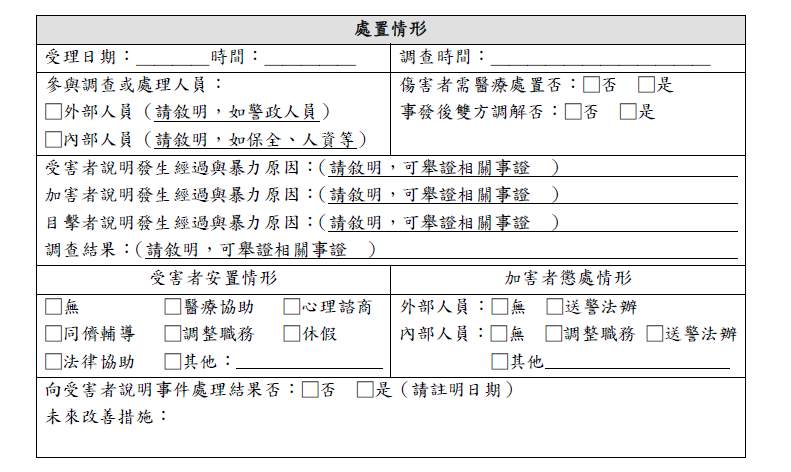 處置情形
受理日期：________時間：__________
調查時間：________________________
參與調查或處理人員：
□外部人員（請敘明，如警政人員）
□內部人員（請敘明，如保全、人資等）
傷害者需醫療處置否：□否 □是
事發後雙方調解否：□否 □是
受害者說明發生經過與暴力原因：(請敘明，可舉證相關事證 )
加害者說明發生經過與暴力原因：(請敘明，可舉證相關事證 )
目擊者說明發生經過與暴力原因：(請敘明，可舉證相關事證 )
調查結果：(請敘明，可舉證相關事證 )
受害者安置情形
□無 □醫療協助 □心理諮商
□同儕輔導 □調整職務 □休假
□法律協助 □其他：________________
加害者懲處情形
外部人員：□無 □送警法辦
內部人員：□無 □調整職務 □送警法辦
□其他____________________
向受害者說明事件處理結果否：□否 □是（請註明日期）
未來改善措施：